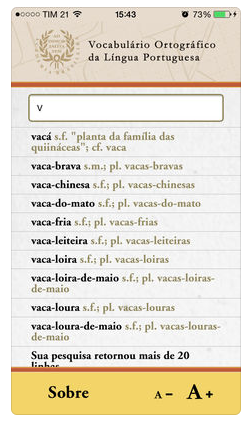 ●○○○○ TIM 21 15:43 73%
Vocabulário Ortográfico
da Língua Portuguesa
v
vacá s.f. "planta da família das
quiináceas"; cf. vaca
vaca-brava s.m.; pl. vacas-bravas
vaca-chinesa s.f.; pl. vacas-chinesas
vaca-do-mato s.f.; pl. vacas-do-mato
vaca-fria s.f.; pl. vacas-frias
vaca-leiteira s.f.; pl. vacas-leiteiras
vaca-loira s.f.; pl. vacas-loiras
vaca-loira-de-maio s.f.; pl. vacas-loiras-
de-maio
vaca-loura s.f.; pl. vacas-louras
vaca-loura-de-maio s.f.; pl. vacas-louras-
de-maio
Sua pesquisa retornou mais de 20
linhas
Sobre A- A+